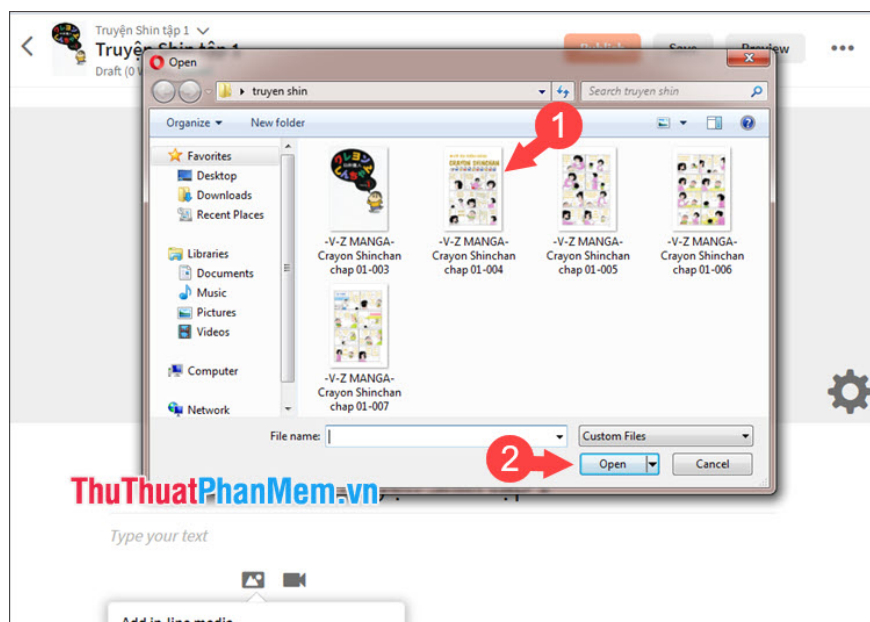 Truyện Shin tập 1
Truyện Shin tập 1
Publish
Save
Preview
Draft (0
Open
truyen shin
Search truyen shin
Organize
New folder
1
Favorites
Desktop
Downloads
Recent Places
Libraries
Documents
Music
Pictures
Videos
Computer
Network
CRAYON SHINCHAN
-V-Z MANGA-
Crayon Shinchan
chap 01-003
-V-Z MANGA-
Crayon Shinchan
chap 01-004
-V-Z MANGA-
Crayon Shinchan
chap 01-005
-V-Z MANGA-
Crayon Shinchan
chap 01-006
-V-Z MANGA-
Crayon Shinchan
chap 01-007
File name:
Custom Files
2
Open
Cancel
ThuThuatPhanMem.vn
Type your text
Add in-line media